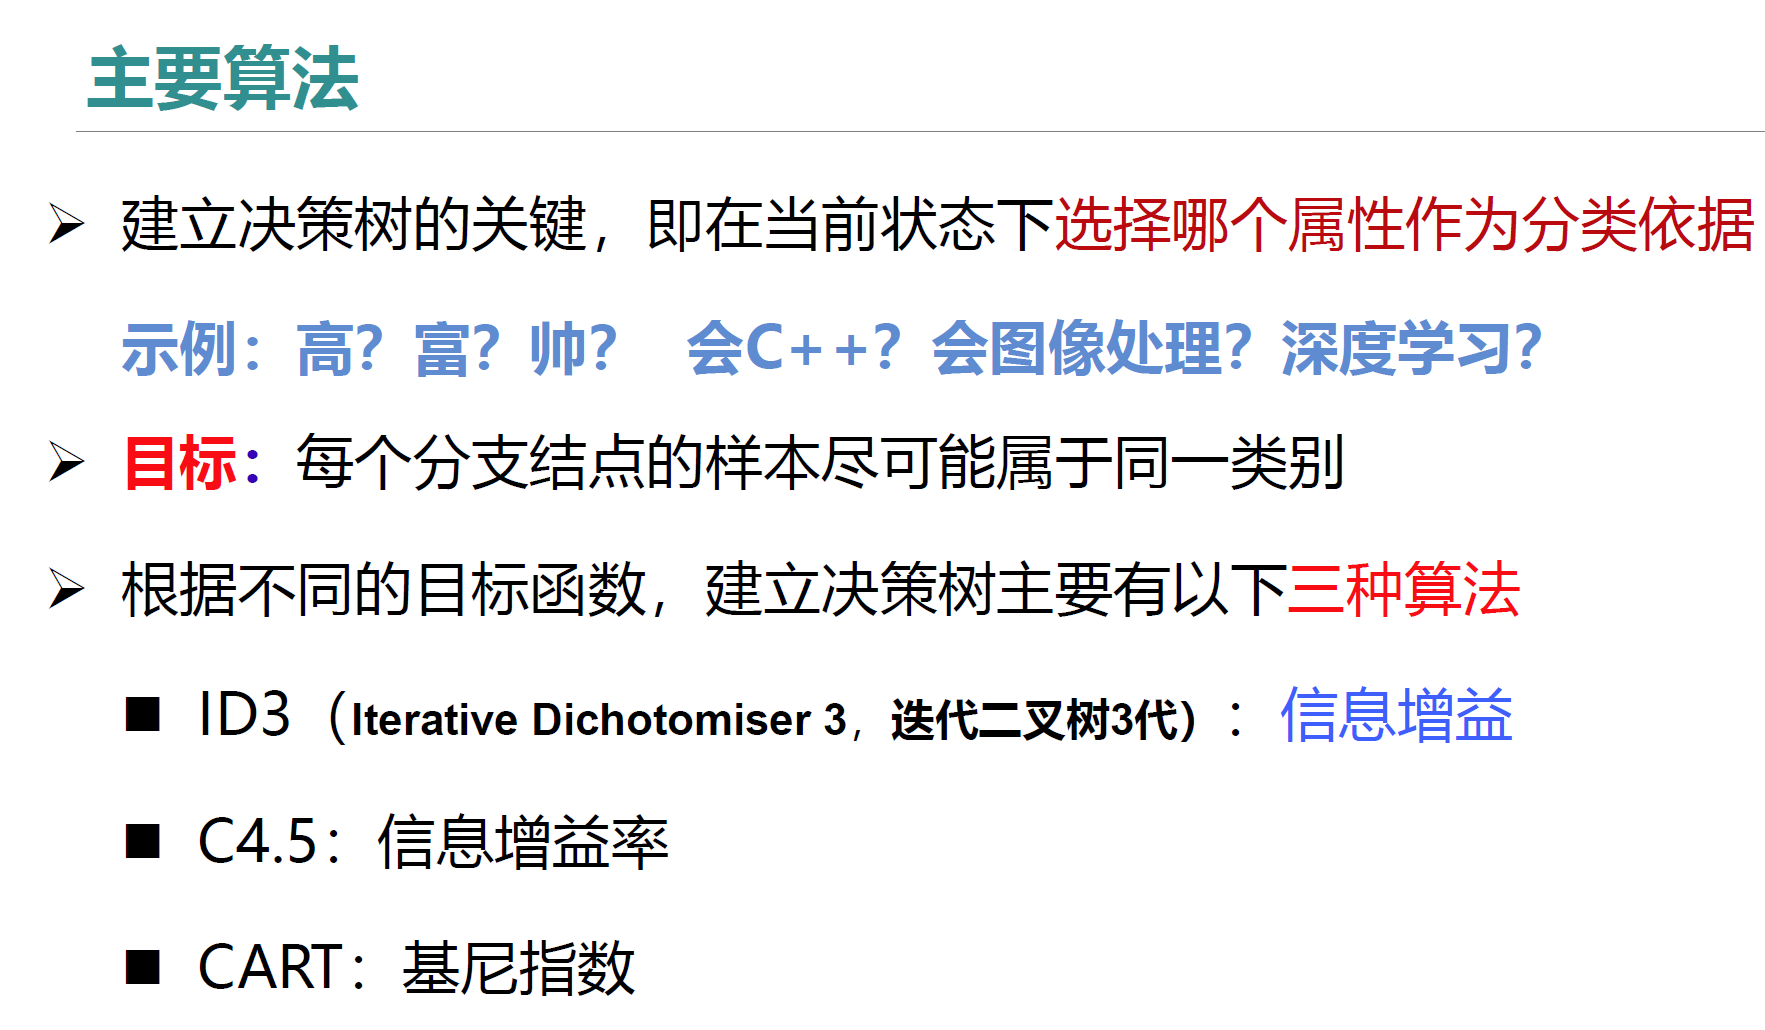 主要算法
建立决策树的关键，即在当前状态下选择哪个属性作为分类依据
示例：高？富？帅？ 会C++？会图像处理？深度学习？
目标：每个分支结点的样本尽可能属于同一类别
根据不同的目标函数，建立决策树主要有以下三种算法
ID3（Iterative Dichotomiser 3，迭代二叉树3代）：信息增益
C4.5：信息增益率
CART：基尼指数